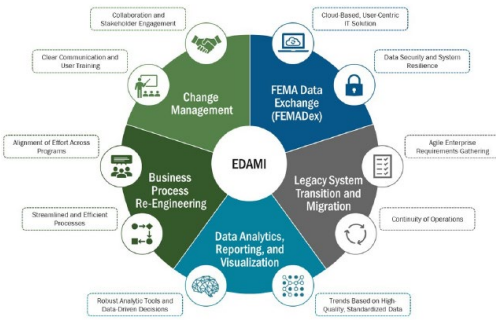 Collaboration and
Stakeholder Engagement
Cloud-Based, User-Centric
IT Solution
Clear Communication and
User Training
Data Security and System
Resilience
Change
Management
FEMA Data
Exchange
(FEMADex)
Alignment of Effort Across
Programs
Agile Enterprise
Requirements Gathering
EDAMI
Business
Process
Re-Engineering
Legacy System
Transition and
Migration
Streamlined and Efficient
Processes
Continuity of Operations
Data Analytics,
Reporting, and
Visualization
Robust Analytic Tools and
Data-Driven Decisions
Trends Based on High-
Quality, Standardized Data